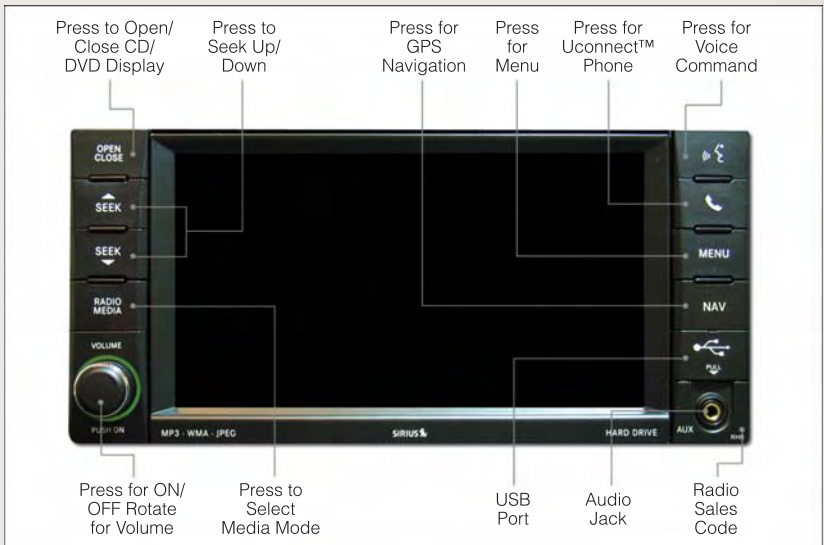 Press to Open/
Close CD/
DVD Display
Press to
Seek Up/
Down
Press for
GPS
Navigation
Press
for
Menu
Press for
Uconnect™
Phone
Press for
Voice
Command
OPEN
CLOSE
SEEK
SEEK
RADIO
MEDIA
VOLUME
PUSH ON
MENU
NAV
PULL
AUX
RHR
MP3 - WMA - JPEG
SIRIUS
HARD DRIVE
Press for ON/
OFF Rotate
for Volume
Press to
Select
Media Mode
USB
Port
Audio
Jack
Radio
Sales
Code